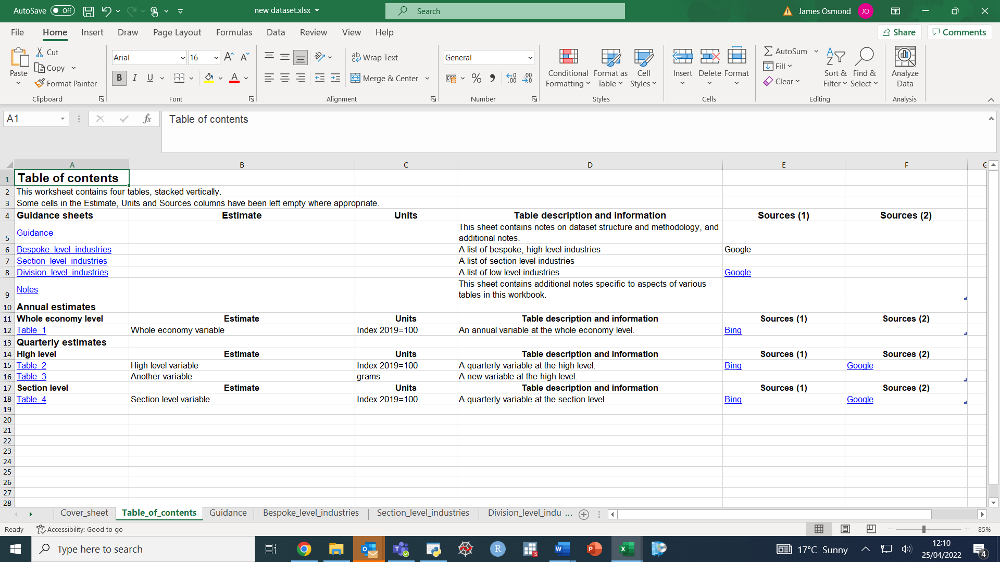 AutoSave Off new dataset.xlsx Search James Osmond JO
File Home Insert Draw Page Layout Formulas Data Review View Help Share Comments
Paste Cut Copy Format Painter Clipboard
Arial 16 B I U A Font
Wrap Text Merge & Center Alignment
General % Number
Conditional Formatting Format as Table Cell Styles Styles
Insert Delete Format Cells
AutoSum Fill Clear Sort & Filter Find & Select Editing
Analyze Data Analysis
A1 fx Table of contents
A B C D E F G
1 Table of contents
2 This worksheet contains four tables, stacked vertically.
3 Some cells in the Estimate, Units and Sources columns have been left empty where appropriate.
4 Guidance sheets Estimate Units Table description and information Sources (1) Sources (2)
5 Guidance This sheet contains notes on dataset structure and methodology, and
additional notes.
6 Bespoke_level_industries A list of bespoke, high level industries Google
7 Section_level_industries A list of section level industries
8 Division_level_industries A list of low level industries Google
9 Notes This sheet contains additional notes specific to aspects of various
tables in this workbook.
10 Annual estimates
11 Whole economy level Estimate Units Table description and information Sources (1) Sources (2)
12 Table_1 Whole economy variable Index 2019=100 An annual variable at the whole economy level. Bing
13 Quarterly estimates
14 High level Estimate Units Table description and information Sources (1) Sources (2)
15 Table_2 High level variable Index 2019=100 A quarterly variable at the high level. Bing Google
16 Table_3 Another variable grams A new variable at the high level.
17 Section level Estimate Units Table description and information Sources (1) Sources (2)
18 Table_4 Section level variable Index 2019=100 A quarterly variable at the section level Bing Google
19
20
21
22
23
24
25
26
27
28
Cover_sheet Table_of_contents Guidance Bespoke_level_industries Section_level_industries Division_level_indu ...
Ready Accessibility: Good to go 85%
Type here to search 17°C Sunny 12:10
25/04/2022 4